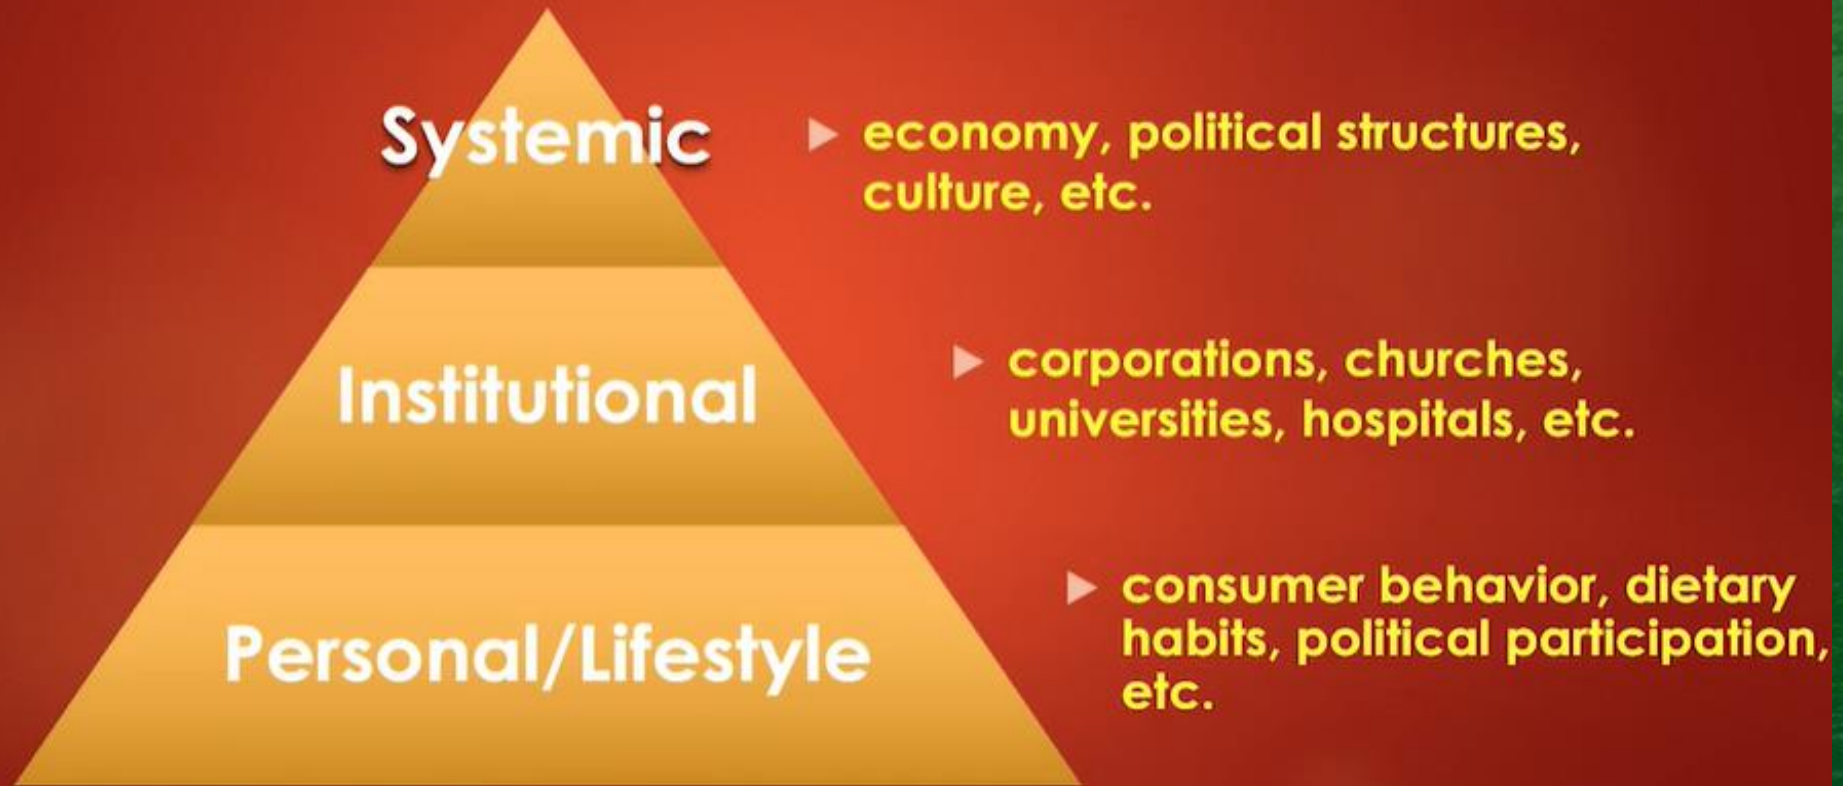 Systemic
economy, political structures,
culture, etc.
Institutional
corporations, churches,
universities, hospitals, etc.
Personal/Lifestyle
consumer behavior, dietary
habits, political participation,
etc.